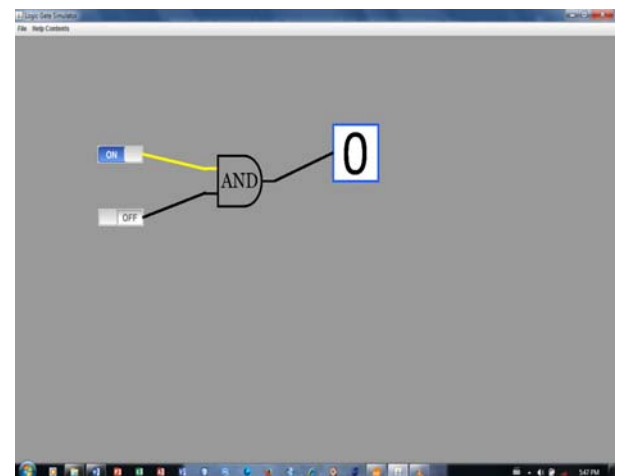 Logic Gate Simulator
File Help Contents
ON
AND
0
OFF
5:47 PM